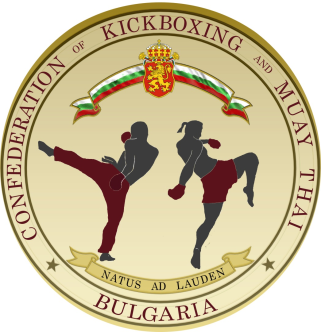 CONFEDERATION OF KICKBOXING AND MUAY THAI
NATUS AD LAUDEN
BULGARIA